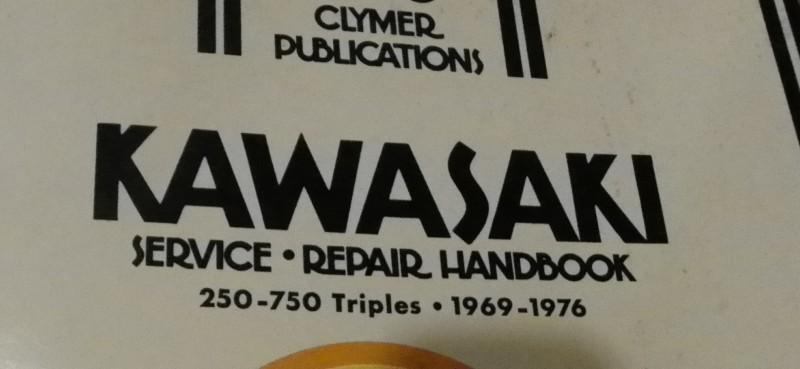 CLYMER
PUBLICATIONS
KAWASAKI
SERVICE • REPAIR HANDBOOK
250-750 Triples • 1969-1976